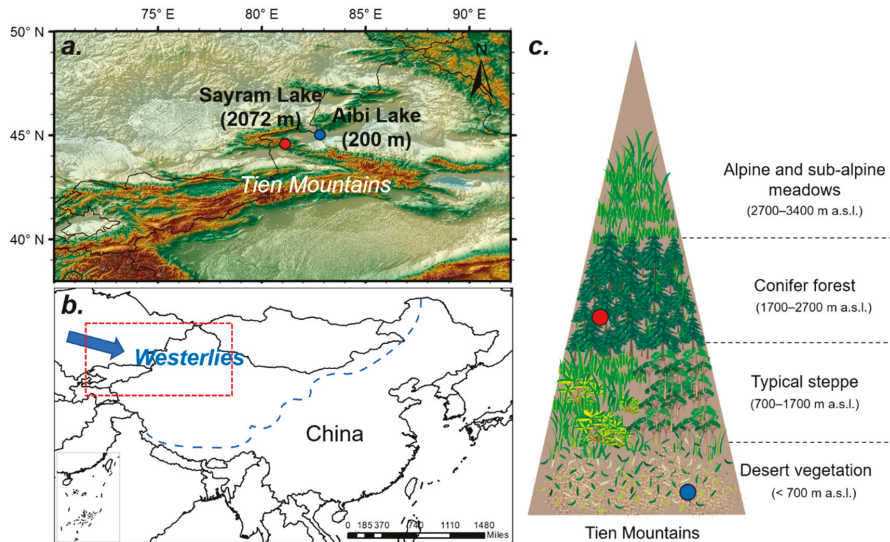 75° E 80° E 85° E 90° E
50° N
a.
N
Sayram Lake
(2072 m)
Aibi Lake
(200 m)
45° N
Tien Mountains
40° N
b.
Westerlies
China
0 185 370 740 1110 1480
Miles
c.
Alpine and sub-alpine
meadows
(2700–3400 m a.s.l.)
Conifer forest
(1700–2700 m a.s.l.)
Typical steppe
(700–1700 m a.s.l.)
Desert vegetation
(< 700 m a.s.l.)
Tien Mountains